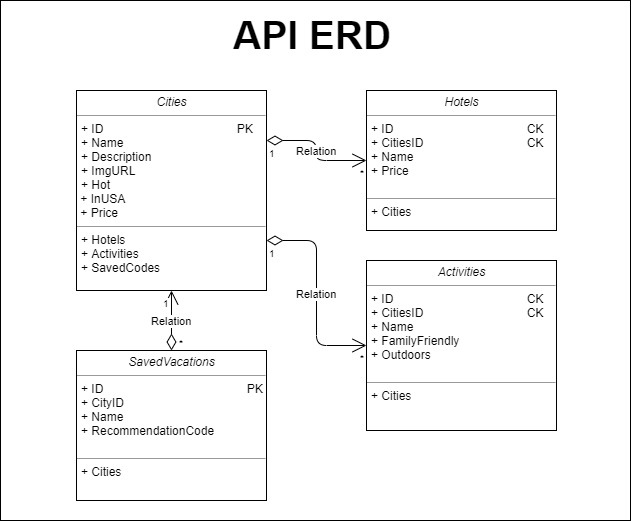 API ERD
Cities
+ ID PK
+ Name
+ Description
+ ImgURL
+ Hot
+ InUSA
+ Price
+ Hotels
+ Activities
+ SavedCodes
1
Relation
*
Hotels
+ ID CK
+ CitiesID CK
+ Name
+ Price
+ Cities
1
Relation
*
Activities
+ ID CK
+ CitiesID CK
+ Name
+ FamilyFriendly
+ Outdoors
+ Cities
1
Relation
*
SavedVacations
+ ID PK
+ CityID
+ Name
+ RecommendationCode
+ Cities